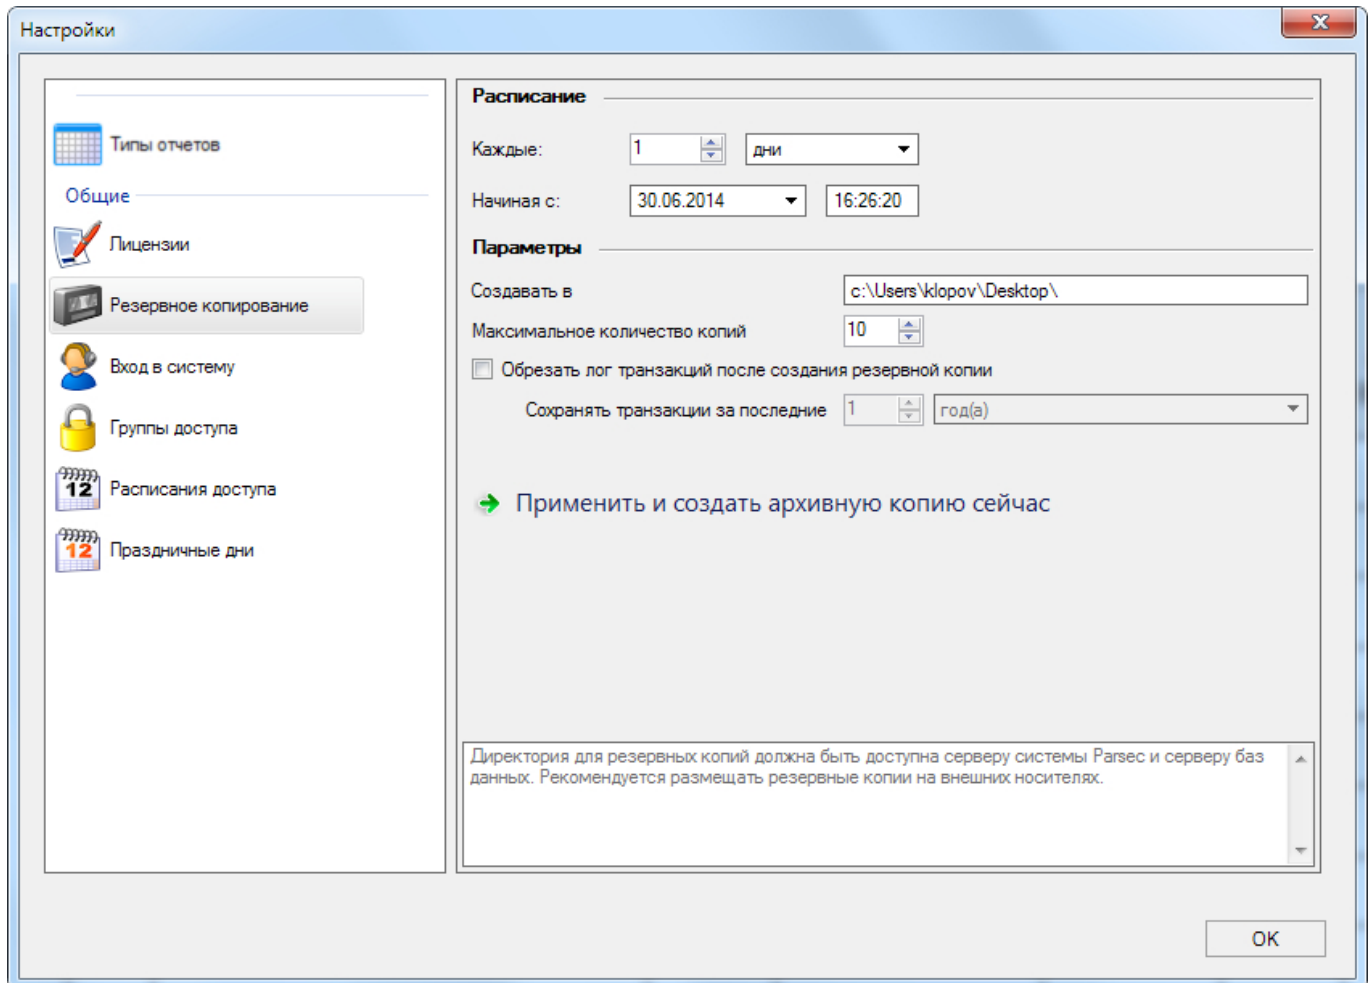 Настройки
Типы отчетов
Общие
Лицензии
Резервное копирование
Вход в систему
Группы доступа
12
Расписания доступа
12
Праздничные дни
Расписание
Каждые: 1 дни
Начиная с: 30.06.2014 16:26:20
Параметры
Создавать в c:\Users\klopov\Desktop\
Максимальное количество копий 10
Обрезать лог транзакций после создания резервной копии
Сохранять транзакции за последние 1 год(а)
Применить и создать архивную копию сейчас
Директория для резервных копий должна быть доступна серверу системы Parsec и серверу баз
данных. Рекомендуется размещать резервные копии на внешних носителях.
OK